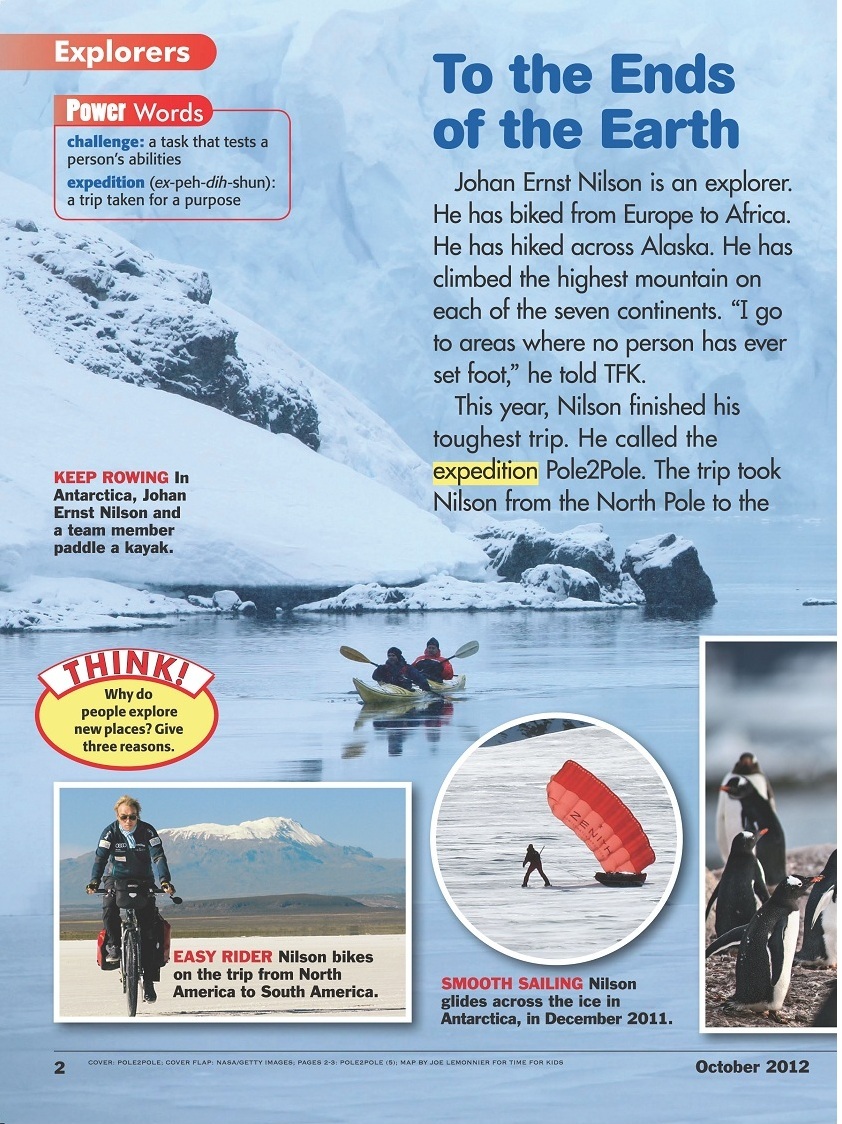 Explorers
Power Words
challenge: a task that tests a
person's abilities
expedition (ex-peh-dih-shun):
a trip taken for a purpose
To the Ends
of the Earth
Johan Ernst Nilson is an explorer.
He has biked from Europe to Africa.
He has hiked across Alaska. He has
climbed the highest mountain on
each of the seven continents. “I go
to areas where no person has ever
set foot,” he told TFK.
This year, Nilson finished his
toughest trip. He called the
expedition Pole2Pole. The trip took
Nilson from the North Pole to the
KEEP ROWING In
Antarctica, Johan
Ernst Nilson and
a team member
paddle a kayak.
THINK!
Why do
people explore
new places? Give
three reasons.
EASY RIDER Nilson bikes
on the trip from North
America to South America.
ZENITH
SMOOTH SAILING Nilson
glides across the ice in
Antarctica, in December 2011.
2
COVER: POLE2POLE; COVER FLAP: NASA/GETTY IMAGES; PAGES 2-3: POLE2POLE (5); MAP BY JOE LEMONNIER FOR TIME FOR KIDS
October 2012